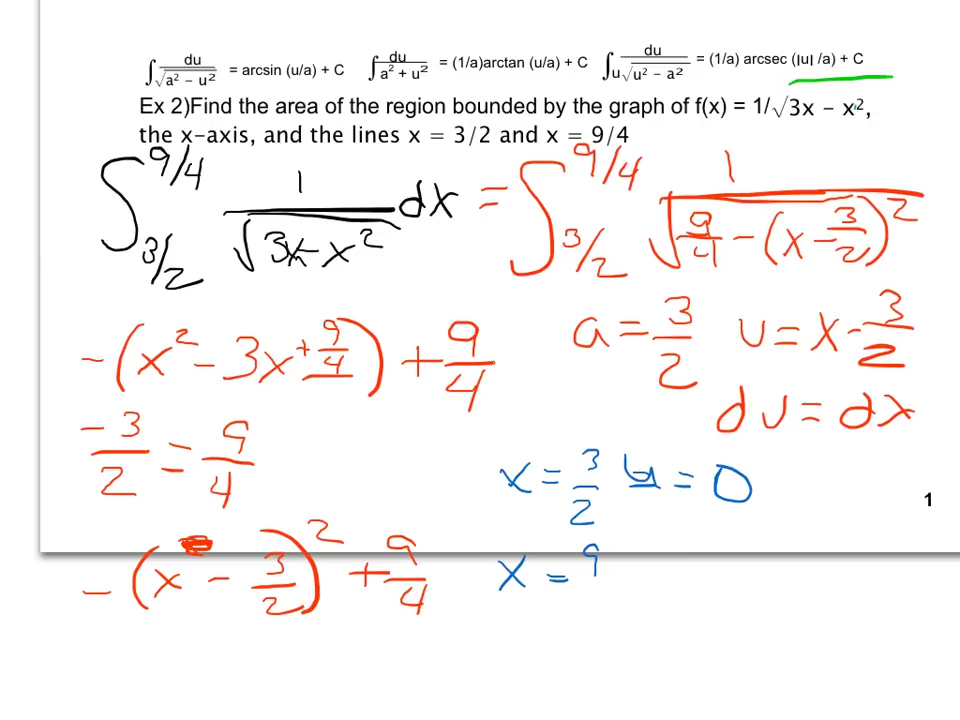 ∫ du/√(a² − u²) = arcsin (u/a) + C ∫ du/(a² + u²) = (1/a)arctan (u/a) + C ∫ du/(u√(u² − a²)) = (1/a) arcsec (|u| /a) + C
Ex 2)Find the area of the region bounded by the graph of f(x) = 1/√3x − x²,
the x-axis, and the lines x = 3/2 and x = 9/4
∫_{3/2}^{9/4} 1/√(3x − x²) dx = ∫_{3/2}^{9/4} 1/√(9/4 − (x − 3/2)²)
−(x² − 3x + 9/4) + 9/4
a = 3/2 u = x − 3/2
du = dx
−3/2 = 9/4
x = 3/2 u = 0
1
−(x − 3/2)² + 9/4
x = 9